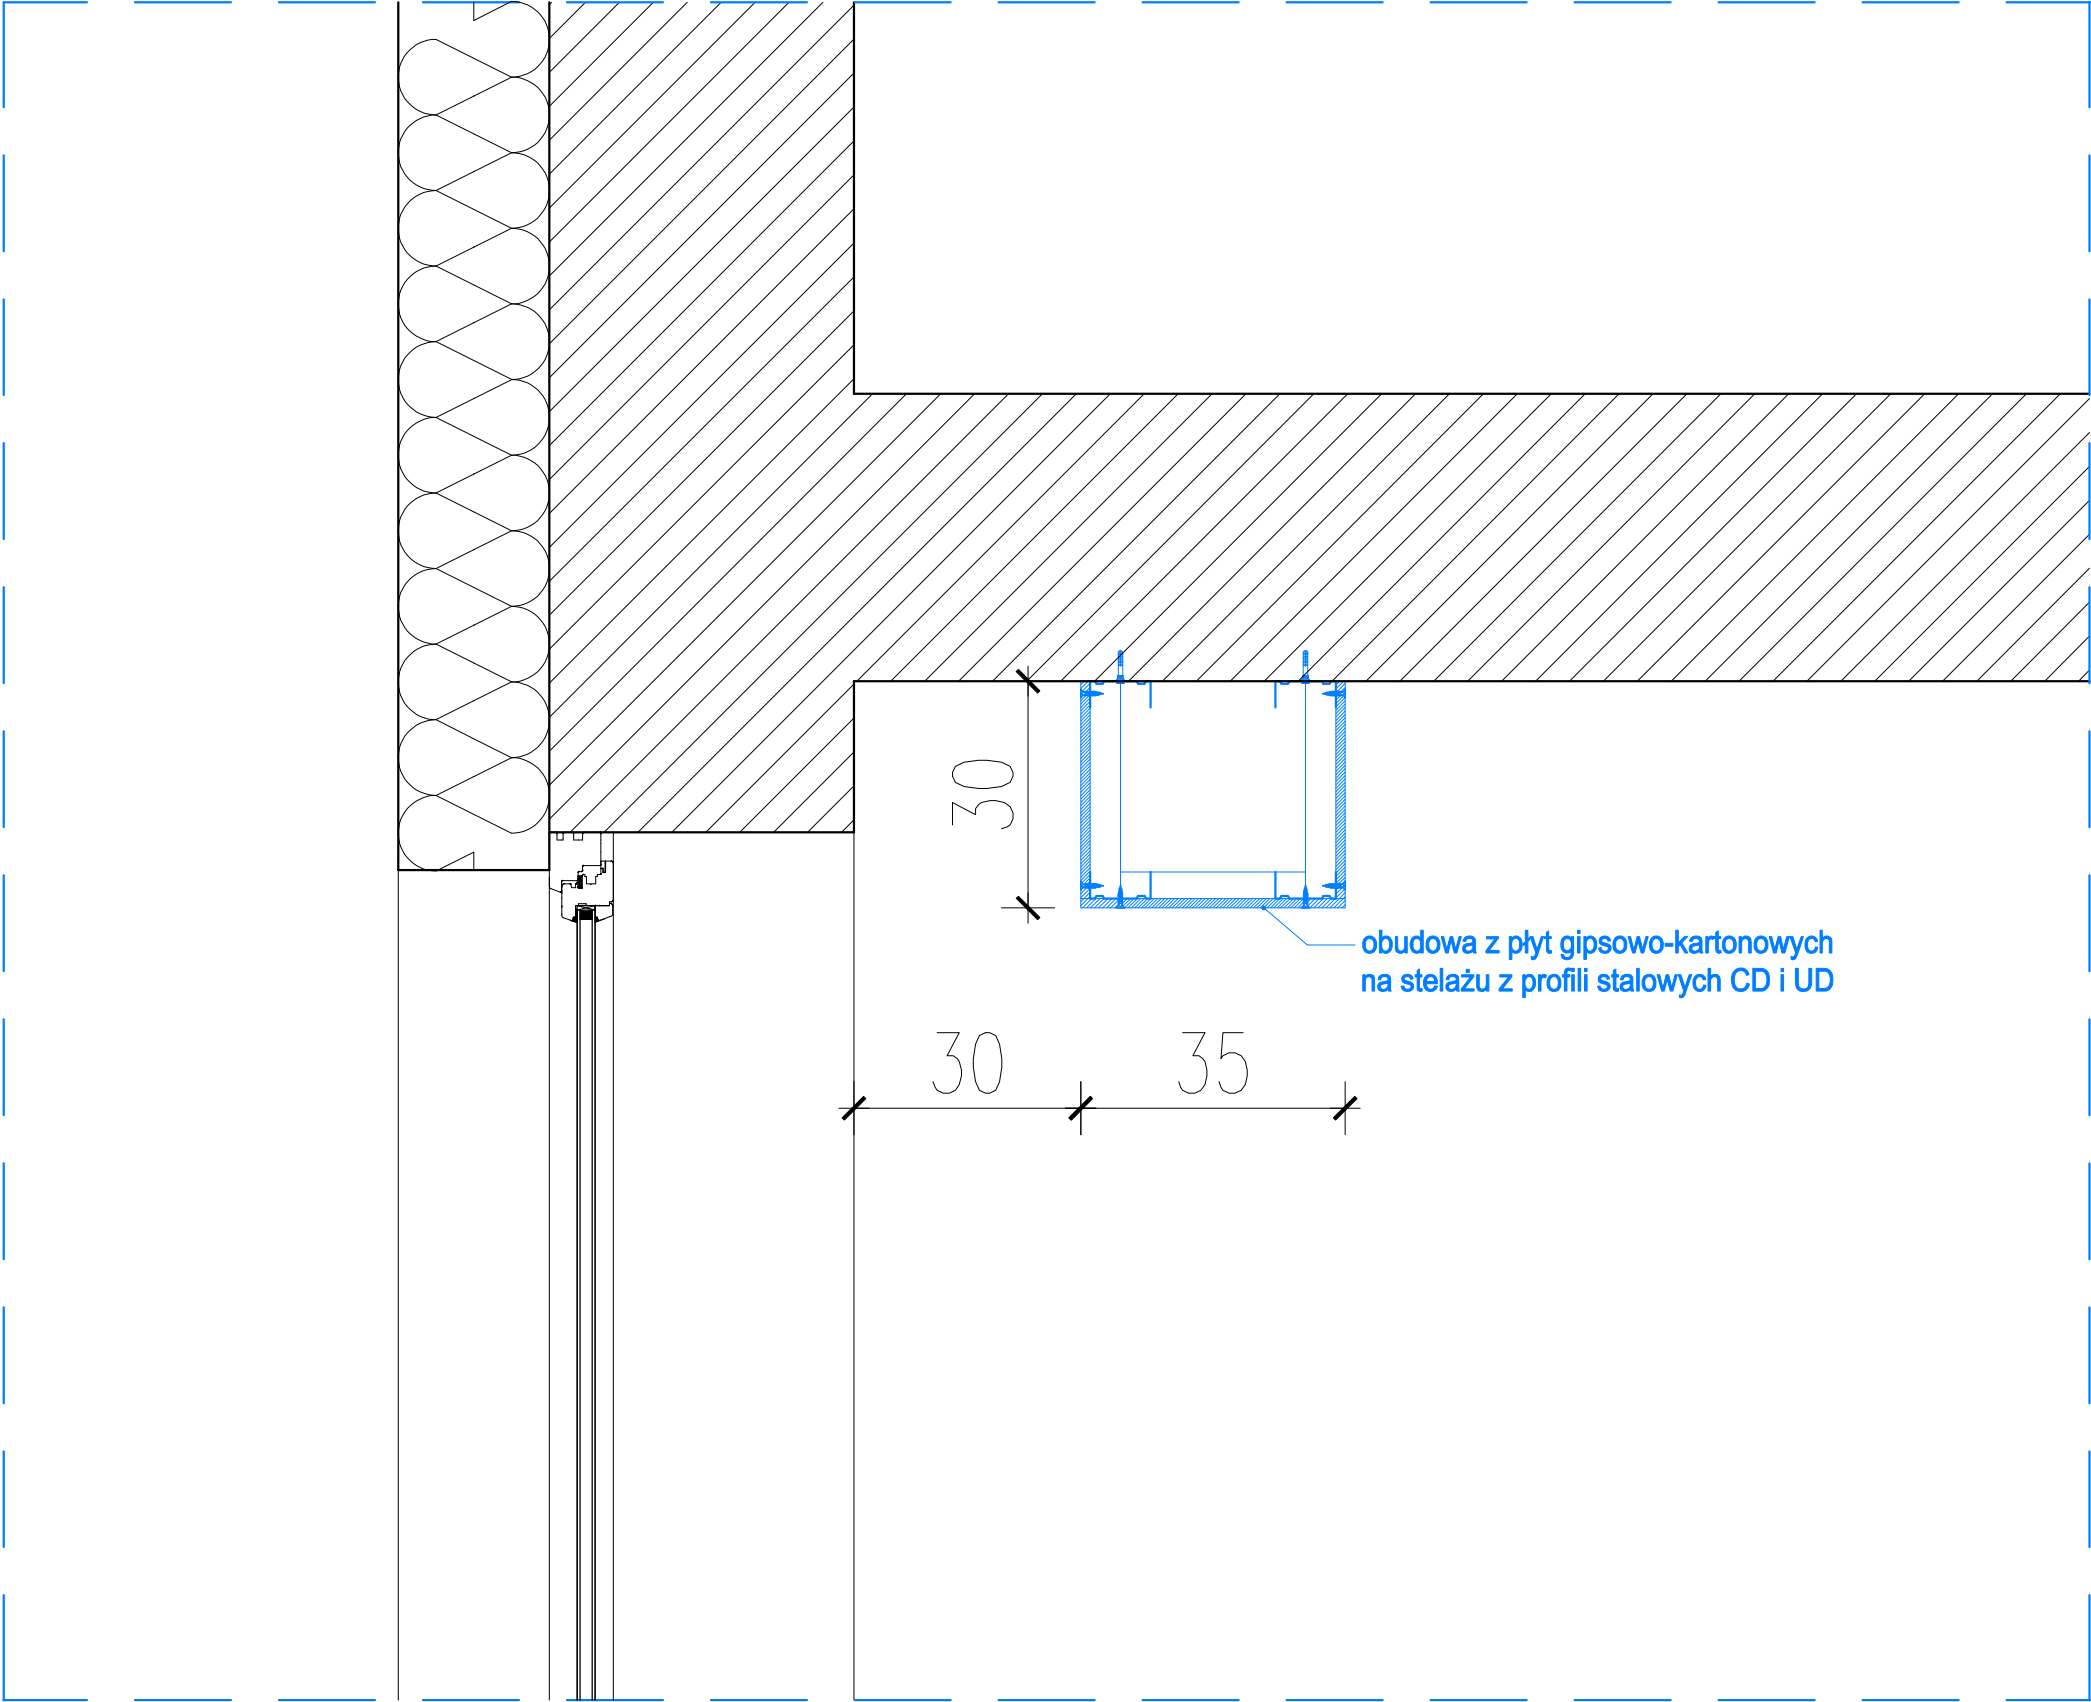 30
obudowa z płyt gipsowo-kartonowych
na stelażu z profili stalowych CD i UD
30
35